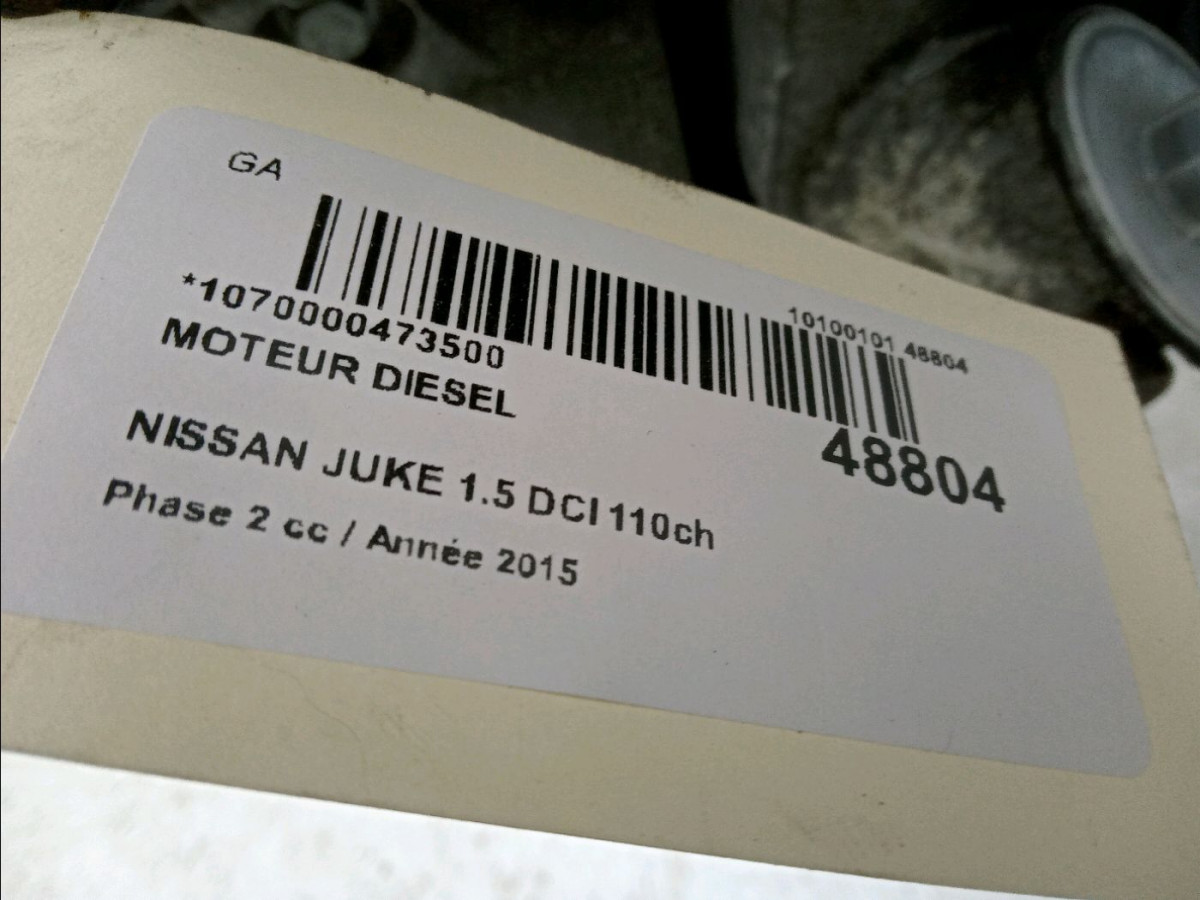 GA
10100101 48804
*1070000473500
MOTEUR DIESEL
48804
NISSAN JUKE 1.5 DCI 110ch
Phase 2 cc / Année 2015